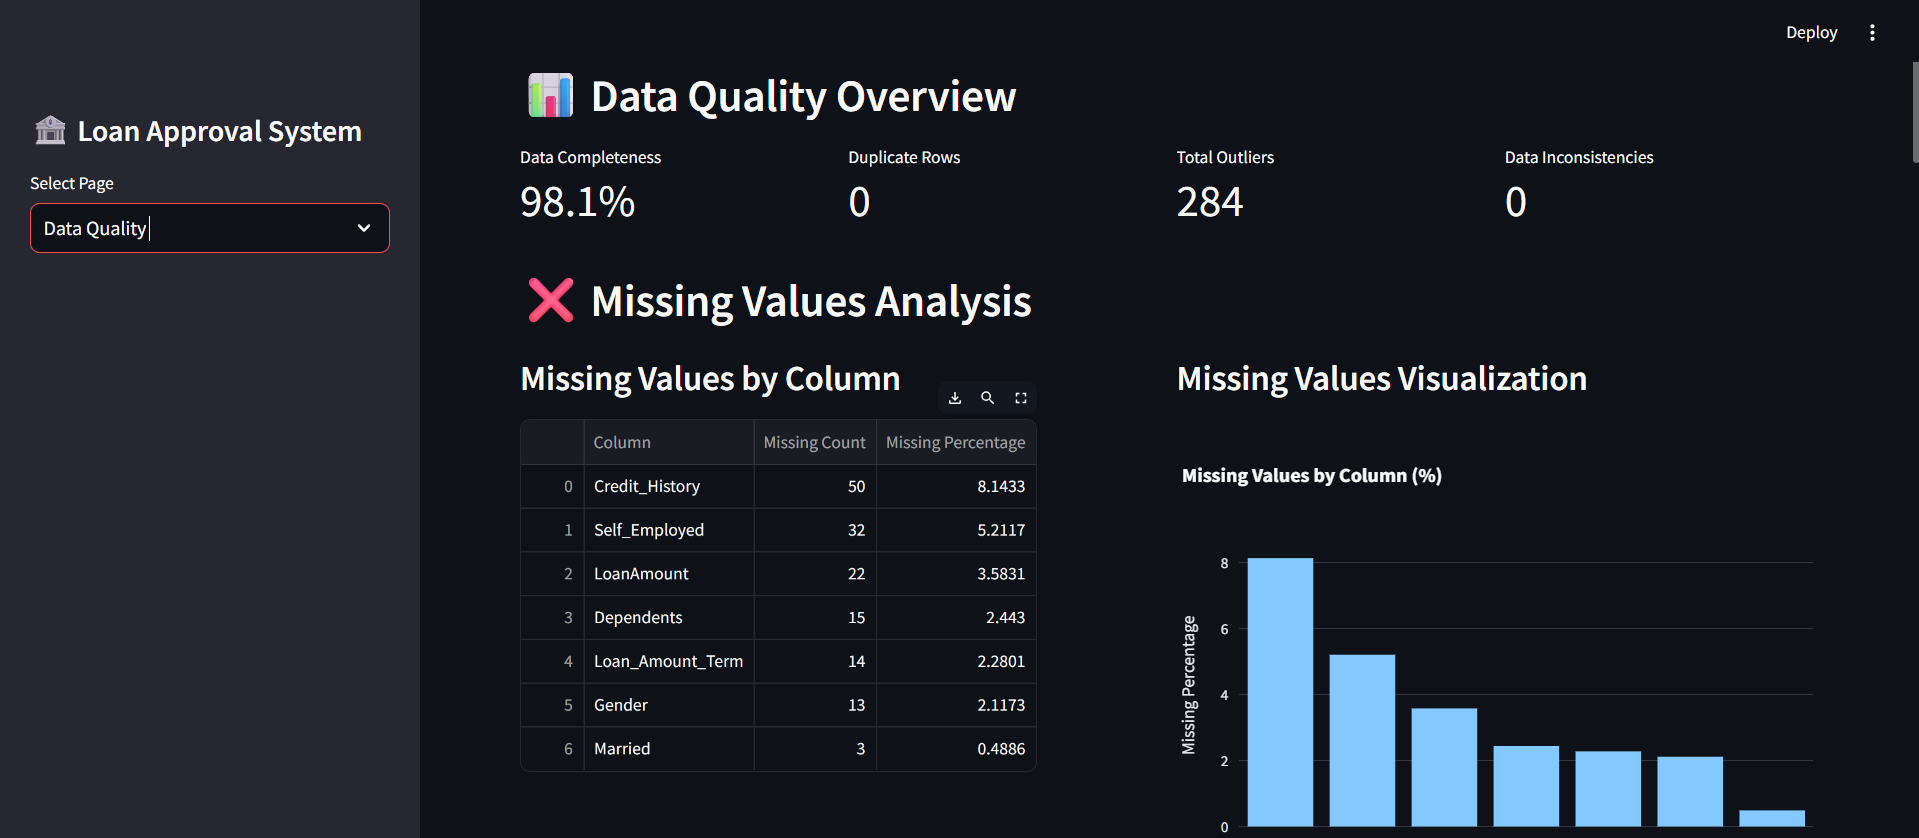 Deploy
Loan Approval System
Select Page
Data Quality
Data Quality Overview
Data Completeness
98.1%
Duplicate Rows
0
Total Outliers
284
Data Inconsistencies
0
Missing Values Analysis
Missing Values by Column
Column Missing Count Missing Percentage
0 Credit_History 50 8.1433
1 Self_Employed 32 5.2117
2 LoanAmount 22 3.5831
3 Dependents 15 2.443
4 Loan_Amount_Term 14 2.2801
5 Gender 13 2.1173
6 Married 3 0.4886
Missing Values Visualization
Missing Values by Column (%)
Missing Percentage
8
6
4
2
0